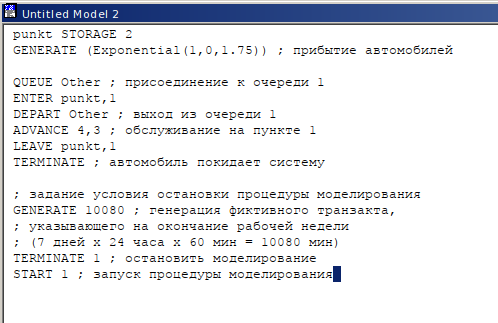 Untitled Model 2
punkt STORAGE 2
GENERATE (Exponential(1,0,1.75)) ; прибытие автомобилей
QUEUE Other ; присоединение к очереди 1
ENTER punkt,1
DEPART Other ; выход из очереди 1
ADVANCE 4,3 ; обслуживание на пункте 1
LEAVE punkt,1
TERMINATE ; автомобиль покидает систему
; задание условия остановки процедуры моделирования
GENERATE 10080 ; генерация фиктивного транзакта,
; указывающего на окончание рабочей недели
; (7 дней х 24 часа х 60 мин = 10080 мин)
TERMINATE 1 ; остановить моделирование
START 1 ; запуск процедуры моделирования